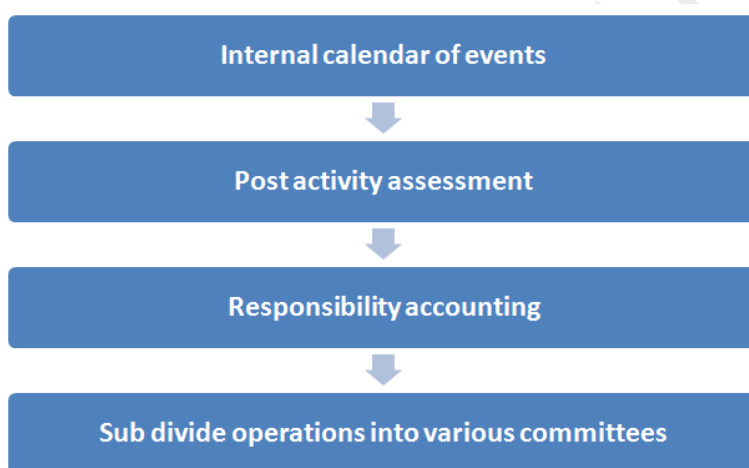 Internal calendar of events
Post activity assessment
Responsibility accounting
Sub divide operations into various committees